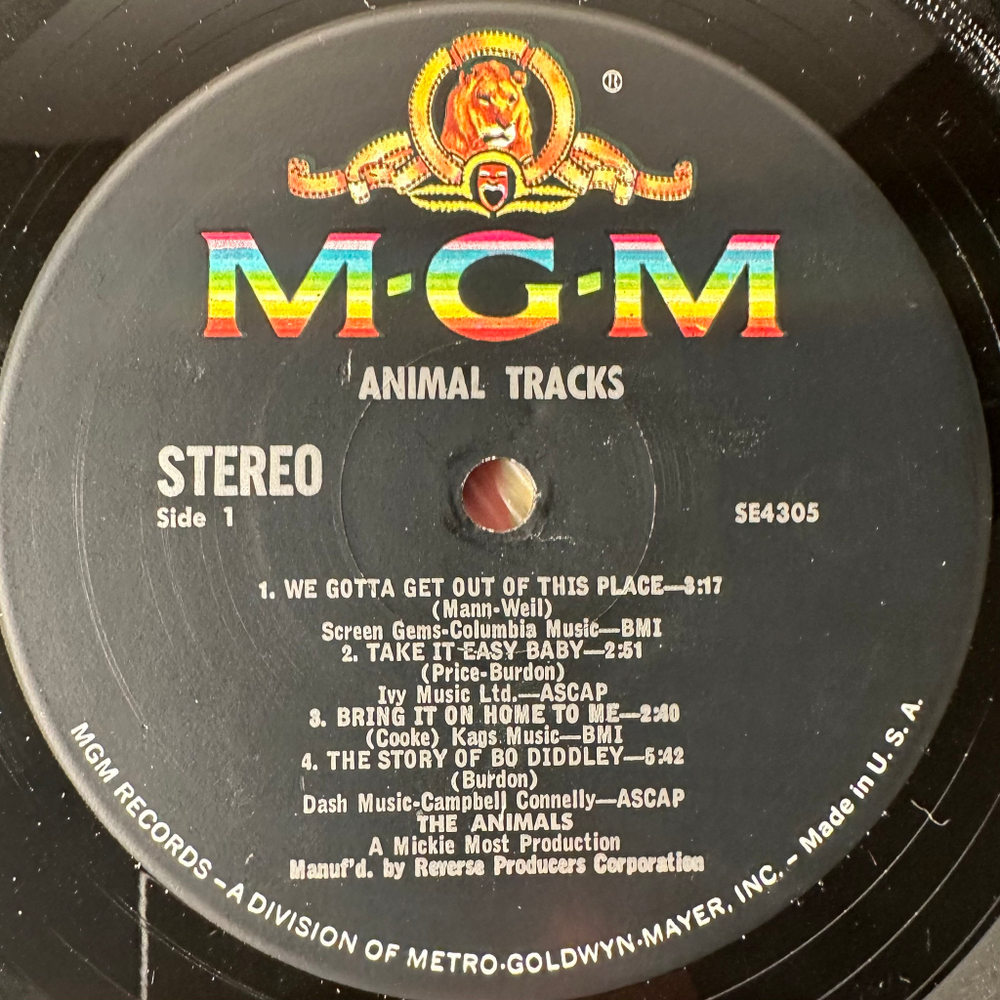 ®
M·G·M
ANIMAL TRACKS
STEREO
Side 1
SE4305
1. WE GOTTA GET OUT OF THIS PLACE—3:17
(Mann-Weil)
Screen Gems-Columbia Music—BMI
2. TAKE IT EASY BABY—2:51
(Price-Burdon)
Ivy Music Ltd.—ASCAP
3. BRING IT ON HOME TO ME—2:40
(Cooke) Kags Music—BMI
4. THE STORY OF BO DIDDLEY—5:42
(Burdon)
Dash Music-Campbell Connelly—ASCAP
THE ANIMALS
A Mickie Most Production
Manuf'd. by Reverse Producers Corporation
MGM RECORDS – A DIVISION OF METRO-GOLDWYN-MAYER, INC. – Made in U. S. A.